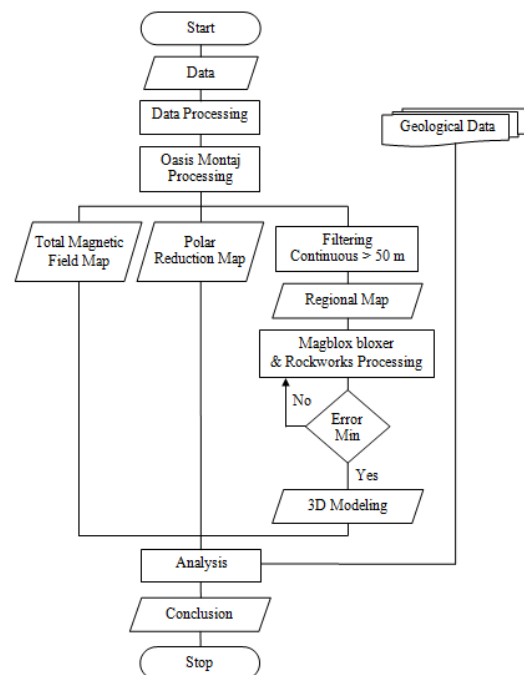 Start
Data
Data Processing
Geological Data
Oasis Montaj
Processing
Total Magnetic
Field Map
Polar
Reduction Map
Filtering
Continuous > 50 m
Regional Map
Magblox bloxer
& Rockworks Processing
No
Error
Min
Yes
3D Modeling
Analysis
Conclusion
Stop